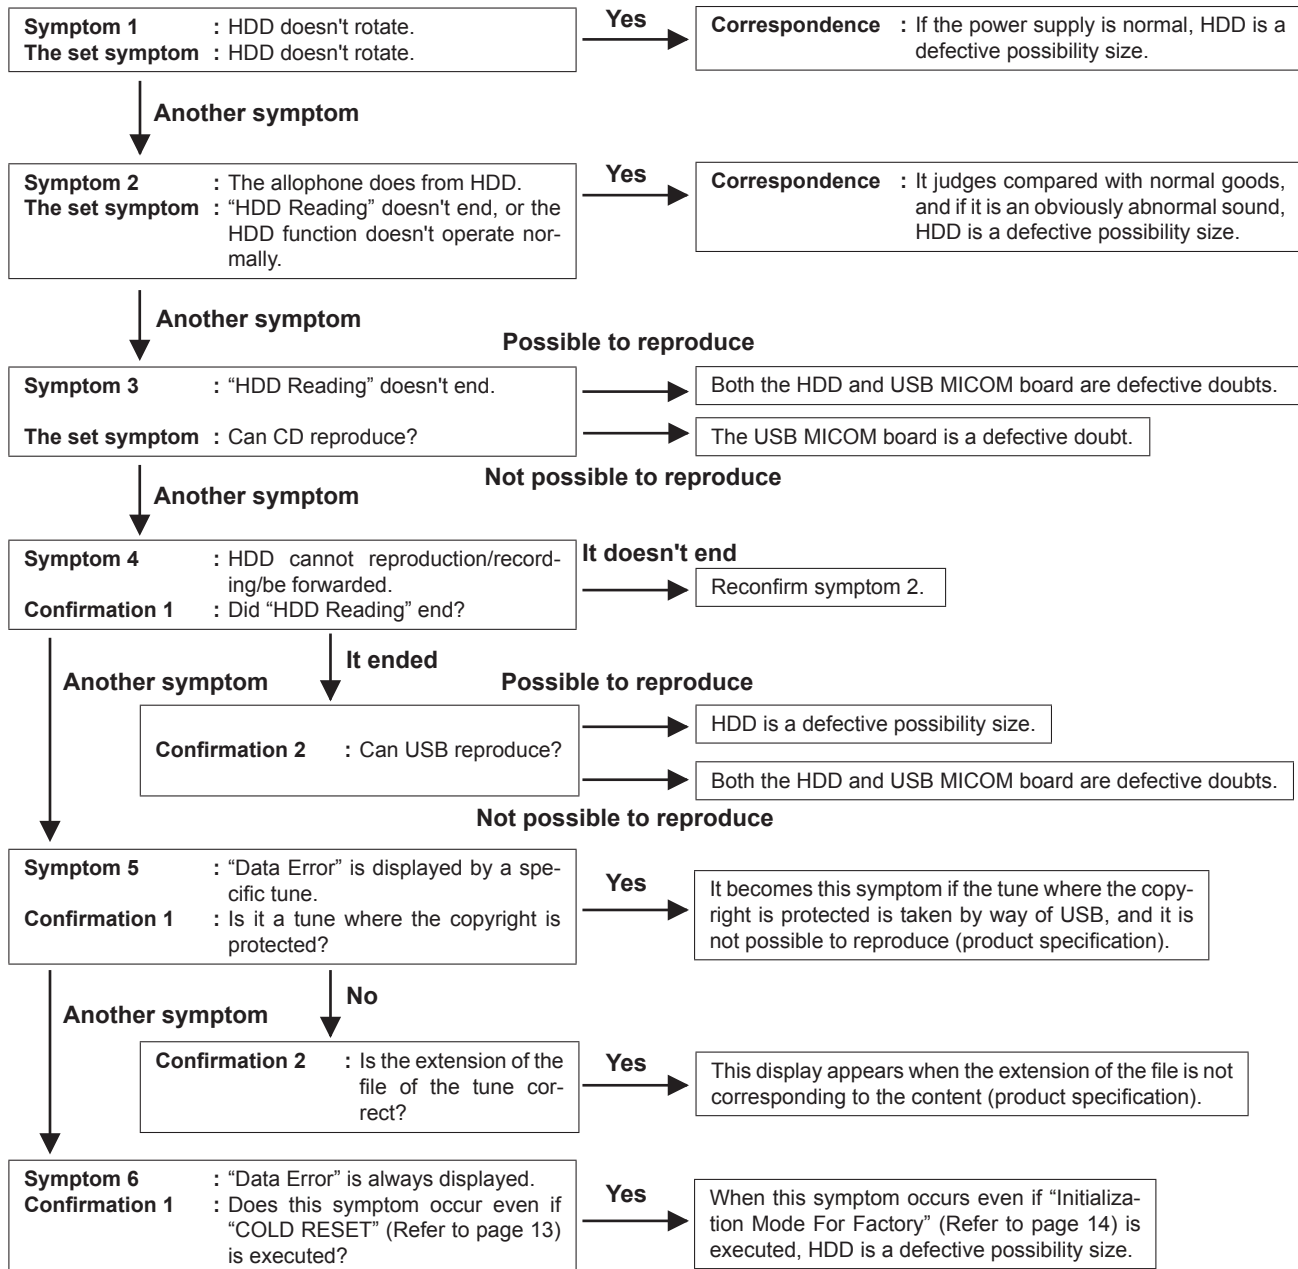 Symptom 1 : HDD doesn't rotate.
The set symptom : HDD doesn't rotate.
Yes
Correspondence : If the power supply is normal, HDD is a
defective possibility size.
Another symptom
Symptom 2 : The allophone does from HDD.
The set symptom : “HDD Reading” doesn't end, or the
HDD function doesn't operate nor-
mally.
Yes
Correspondence : It judges compared with normal goods,
and if it is an obviously abnormal sound,
HDD is a defective possibility size.
Another symptom
Possible to reproduce
Symptom 3 : “HDD Reading” doesn't end.
Both the HDD and USB MICOM board are defective doubts.
The set symptom : Can CD reproduce?
The USB MICOM board is a defective doubt.
Not possible to reproduce
Another symptom
Symptom 4 : HDD cannot reproduction/record-
ing/be forwarded.
Confirmation 1 : Did “HDD Reading” end?
It doesn't end
Reconfirm symptom 2.
It ended
Another symptom
Possible to reproduce
Confirmation 2 : Can USB reproduce?
HDD is a defective possibility size.
Both the HDD and USB MICOM board are defective doubts.
Not possible to reproduce
Symptom 5 : “Data Error” is displayed by a spe-
cific tune.
Confirmation 1 : Is it a tune where the copyright is
protected?
Yes
It becomes this symptom if the tune where the copy-
right is protected is taken by way of USB, and it is
not possible to reproduce (product specification).
No
Another symptom
Confirmation 2 : Is the extension of the
file of the tune cor-
rect?
Yes
This display appears when the extension of the file is not
corresponding to the content (product specification).
Symptom 6 : “Data Error” is always displayed.
Confirmation 1 : Does this symptom occur even if
“COLD RESET” (Refer to page 13)
is executed?
Yes
When this symptom occurs even if “Initializa-
tion Mode For Factory” (Refer to page 14) is
executed, HDD is a defective possibility size.